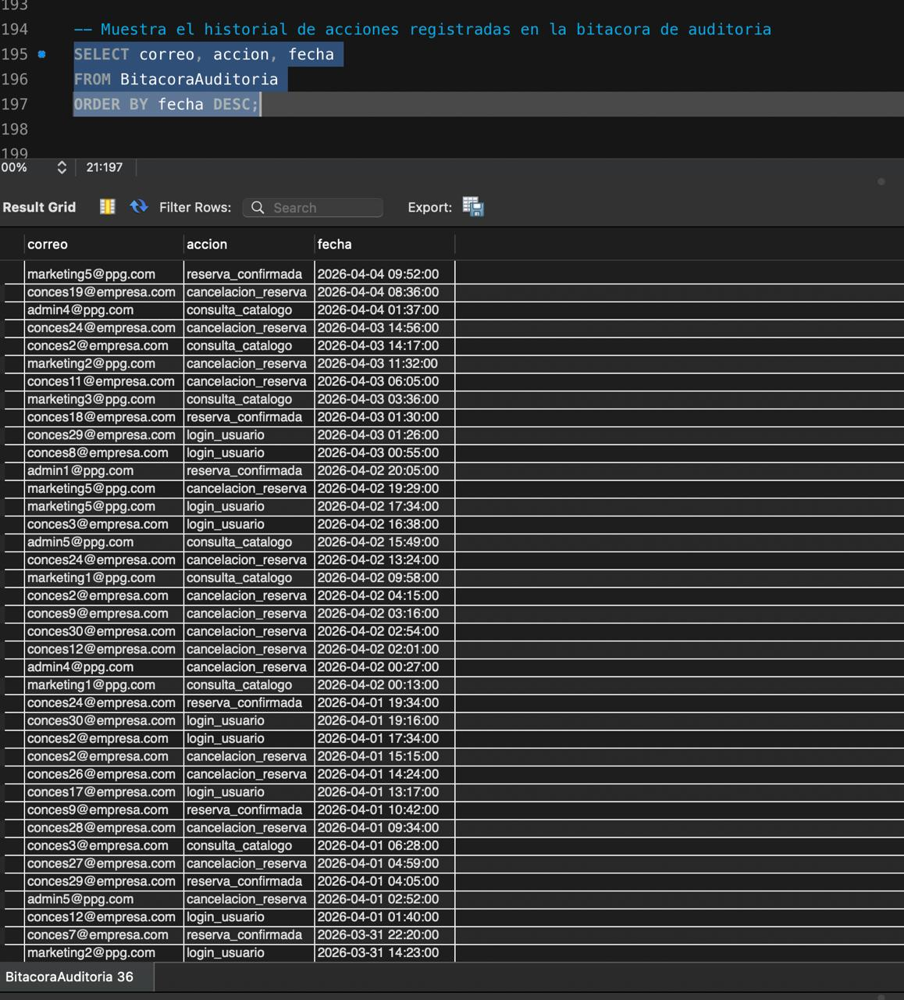 193
194 -- Muestra el historial de acciones registradas en la bitacora de auditoria
195 SELECT correo, accion, fecha
196 FROM BitacoraAuditoria
197 ORDER BY fecha DESC;
198
199
00% 21:197
Result Grid Filter Rows: Search Export:
correo accion fecha
marketing5@ppg.com reserva_confirmada 2026-04-04 09:52:00
conces19@empresa.com cancelacion_reserva 2026-04-04 08:36:00
admin4@ppg.com consulta_catalogo 2026-04-04 01:37:00
conces24@empresa.com cancelacion_reserva 2026-04-03 14:56:00
conces2@empresa.com consulta_catalogo 2026-04-03 14:17:00
marketing2@ppg.com cancelacion_reserva 2026-04-03 11:32:00
conces11@empresa.com cancelacion_reserva 2026-04-03 06:05:00
marketing3@ppg.com consulta_catalogo 2026-04-03 03:36:00
conces18@empresa.com reserva_confirmada 2026-04-03 01:30:00
conces29@empresa.com login_usuario 2026-04-03 01:26:00
conces8@empresa.com login_usuario 2026-04-03 00:55:00
admin1@ppg.com reserva_confirmada 2026-04-02 20:05:00
marketing5@ppg.com cancelacion_reserva 2026-04-02 19:29:00
marketing5@ppg.com login_usuario 2026-04-02 17:34:00
conces3@empresa.com login_usuario 2026-04-02 16:38:00
admin5@ppg.com consulta_catalogo 2026-04-02 15:49:00
conces24@empresa.com cancelacion_reserva 2026-04-02 13:24:00
marketing1@ppg.com consulta_catalogo 2026-04-02 09:58:00
conces2@empresa.com cancelacion_reserva 2026-04-02 04:15:00
conces9@empresa.com cancelacion_reserva 2026-04-02 03:16:00
conces30@empresa.com cancelacion_reserva 2026-04-02 02:54:00
conces12@empresa.com cancelacion_reserva 2026-04-02 02:01:00
admin4@ppg.com cancelacion_reserva 2026-04-02 00:27:00
marketing1@ppg.com consulta_catalogo 2026-04-02 00:13:00
conces24@empresa.com reserva_confirmada 2026-04-01 19:34:00
conces30@empresa.com login_usuario 2026-04-01 19:16:00
conces2@empresa.com login_usuario 2026-04-01 17:34:00
conces2@empresa.com cancelacion_reserva 2026-04-01 15:15:00
conces26@empresa.com cancelacion_reserva 2026-04-01 14:24:00
conces17@empresa.com login_usuario 2026-04-01 13:17:00
conces9@empresa.com reserva_confirmada 2026-04-01 10:42:00
conces28@empresa.com cancelacion_reserva 2026-04-01 09:34:00
conces3@empresa.com consulta_catalogo 2026-04-01 06:28:00
conces27@empresa.com cancelacion_reserva 2026-04-01 04:59:00
conces29@empresa.com reserva_confirmada 2026-04-01 04:05:00
admin5@ppg.com cancelacion_reserva 2026-04-01 02:52:00
conces12@empresa.com login_usuario 2026-04-01 01:40:00
conces7@empresa.com reserva_confirmada 2026-03-31 22:20:00
marketing2@ppg.com login_usuario 2026-03-31 14:23:00
BitacoraAuditoria 36